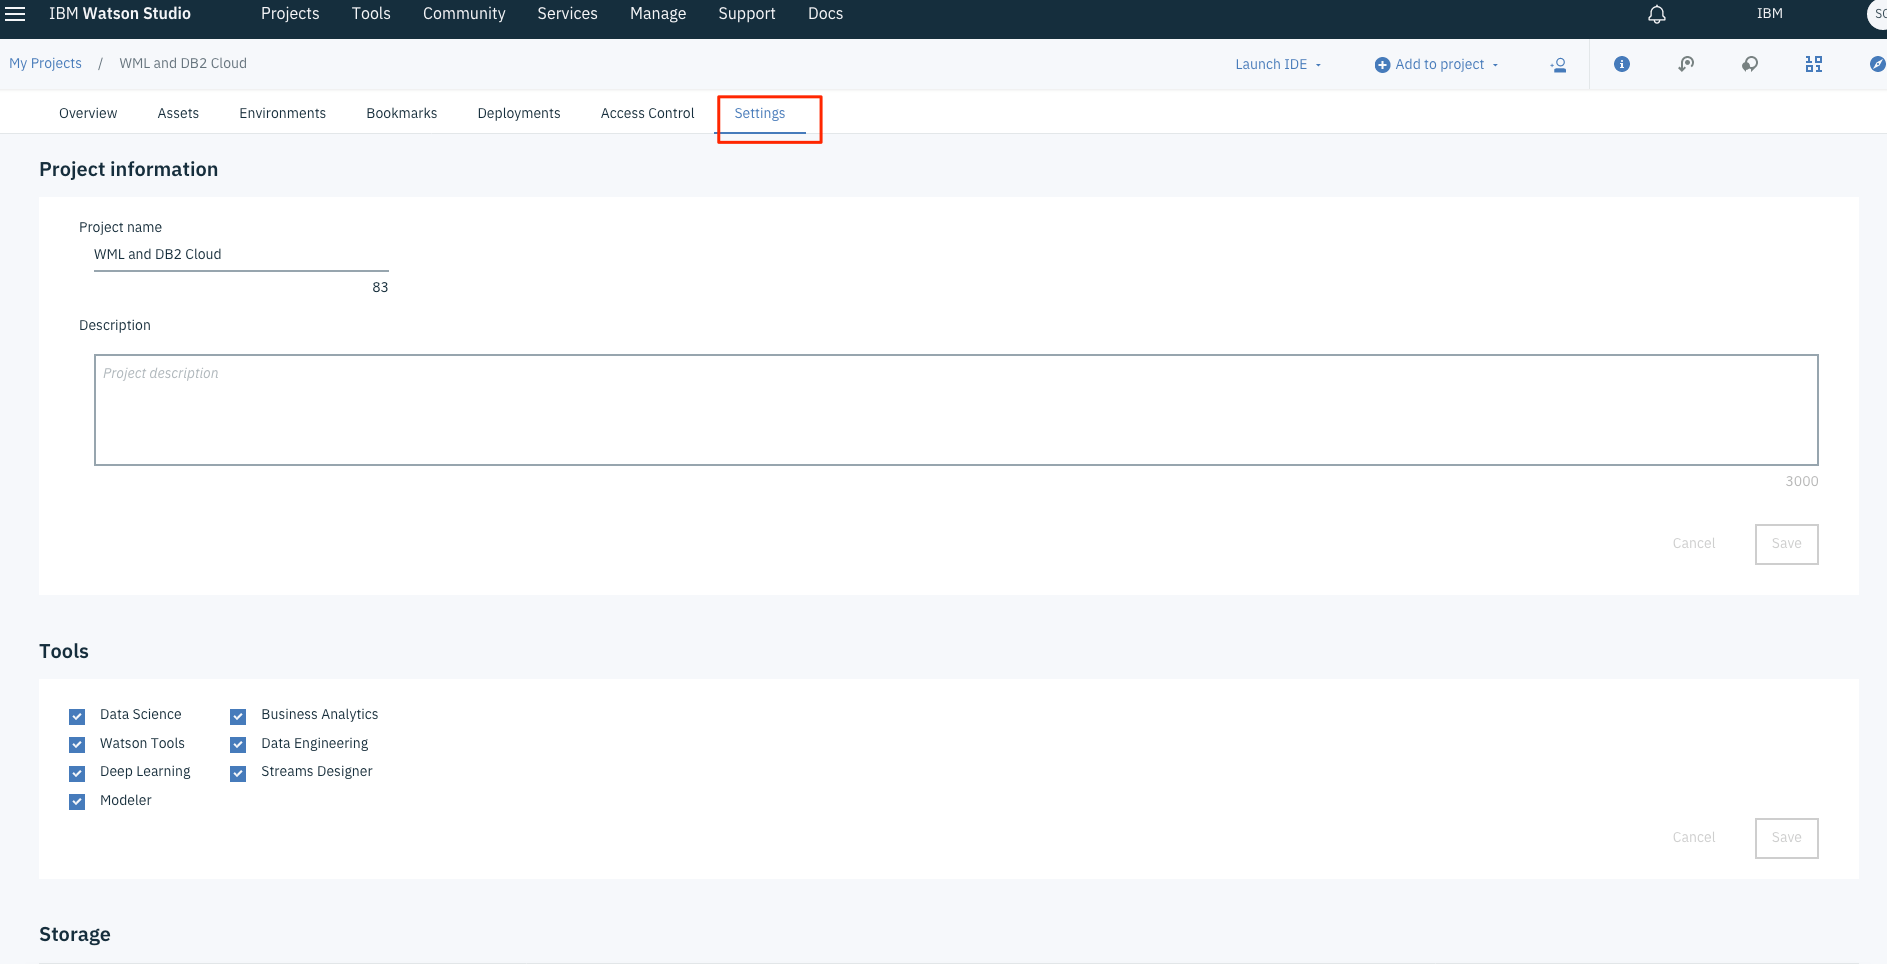 IBM Watson Studio Projects Tools Community Services Manage Support Docs IBM
My Projects / WML and DB2 Cloud Launch IDE Add to project
Overview Assets Environments Bookmarks Deployments Access Control Settings
Project information
Project name
WML and DB2 Cloud
83
Description
Project description
3000
Cancel Save
Tools
Data Science Business Analytics
Watson Tools Data Engineering
Deep Learning Streams Designer
Modeler
Cancel Save
Storage